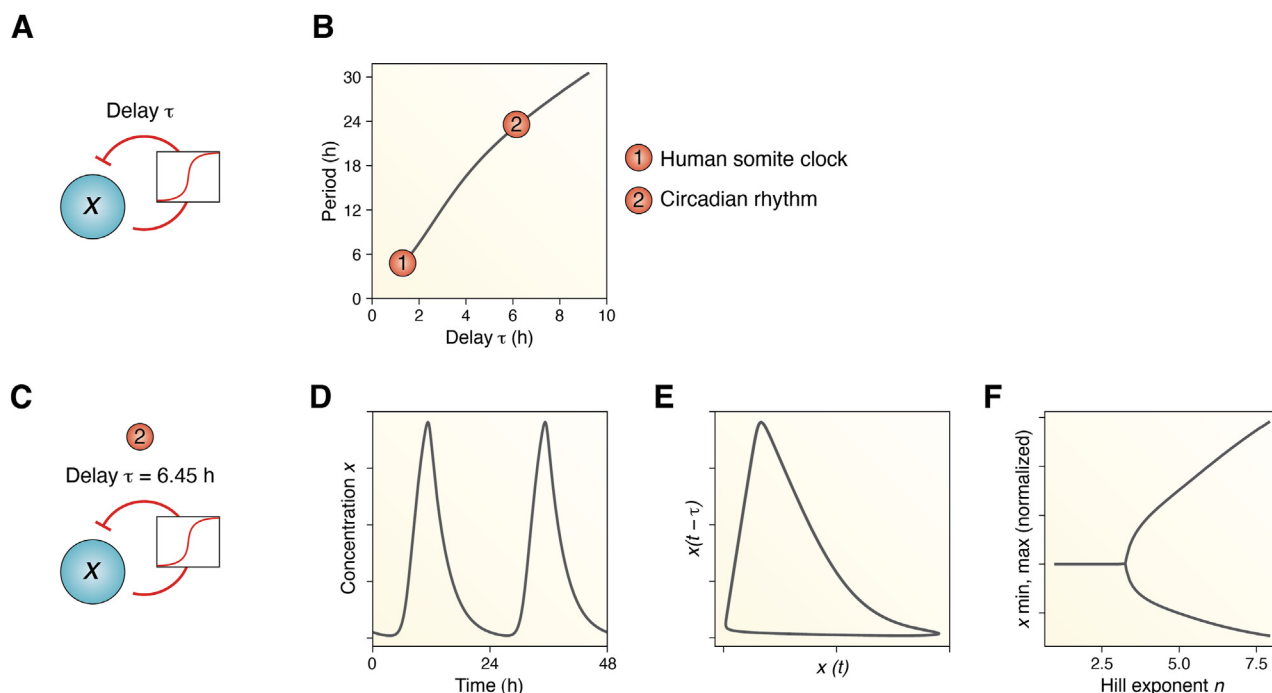 A
Delay τ
X
B
Period (h)
30
24
18
12
6
0
2
1
0 2 4 6 8 10
Delay τ (h)
1 Human somite clock
2 Circadian rhythm
C
2
Delay τ = 6.45 h
X
D
Concentration x
0 24 48
Time (h)
E
x(t – τ)
x (t)
F
x min, max (normalized)
2.5 5.0 7.5
Hill exponent n